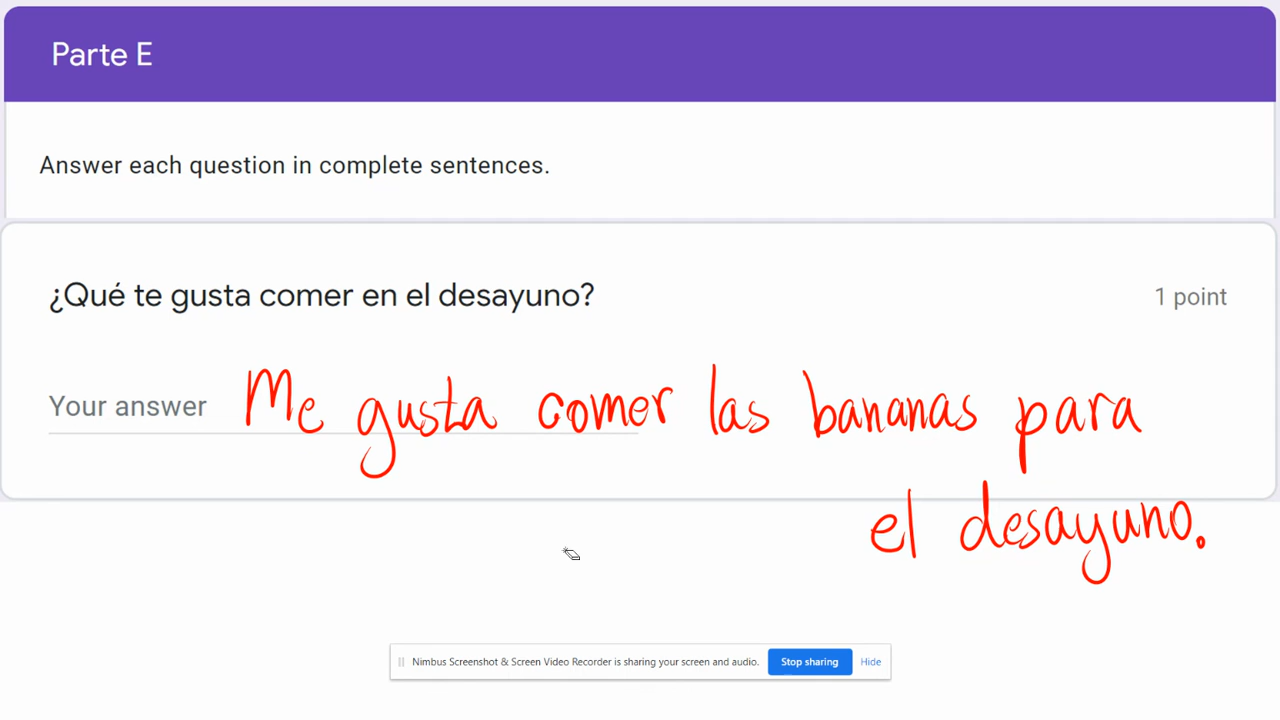 Parte E
Answer each question in complete sentences.
¿Qué te gusta comer en el desayuno?
1 point
Your answer
Me gusta comer las bananas para
el desayuno.
Nimbus Screenshot & Screen Video Recorder is sharing your screen and audio.
Stop sharing
Hide